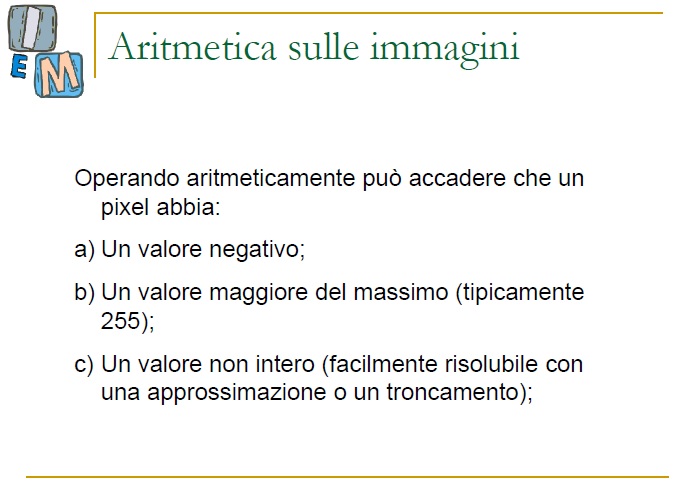 I
E M
Aritmetica sulle immagini
Operando aritmeticamente può accadere che un
pixel abbia:
a) Un valore negativo;
b) Un valore maggiore del massimo (tipicamente
255);
c) Un valore non intero (facilmente risolubile con
una approssimazione o un troncamento);